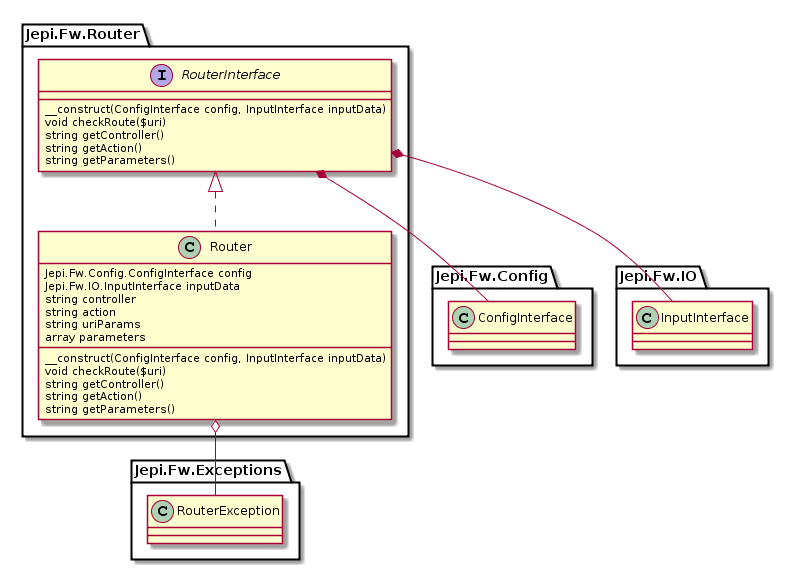 Jepi.Fw.Router
I RouterInterface
__construct(ConfigInterface config, InputInterface inputData)
void checkRoute($uri)
string getController()
string getAction()
string getParameters()
C Router
Jepi.Fw.Config.ConfigInterface config
Jepi.Fw.IO.InputInterface inputData
string controller
string action
string uriParams
array parameters
__construct(ConfigInterface config, InputInterface inputData)
void checkRoute($uri)
string getController()
string getAction()
string getParameters()
Jepi.Fw.Config
C ConfigInterface
Jepi.Fw.IO
C InputInterface
Jepi.Fw.Exceptions
C RouterException